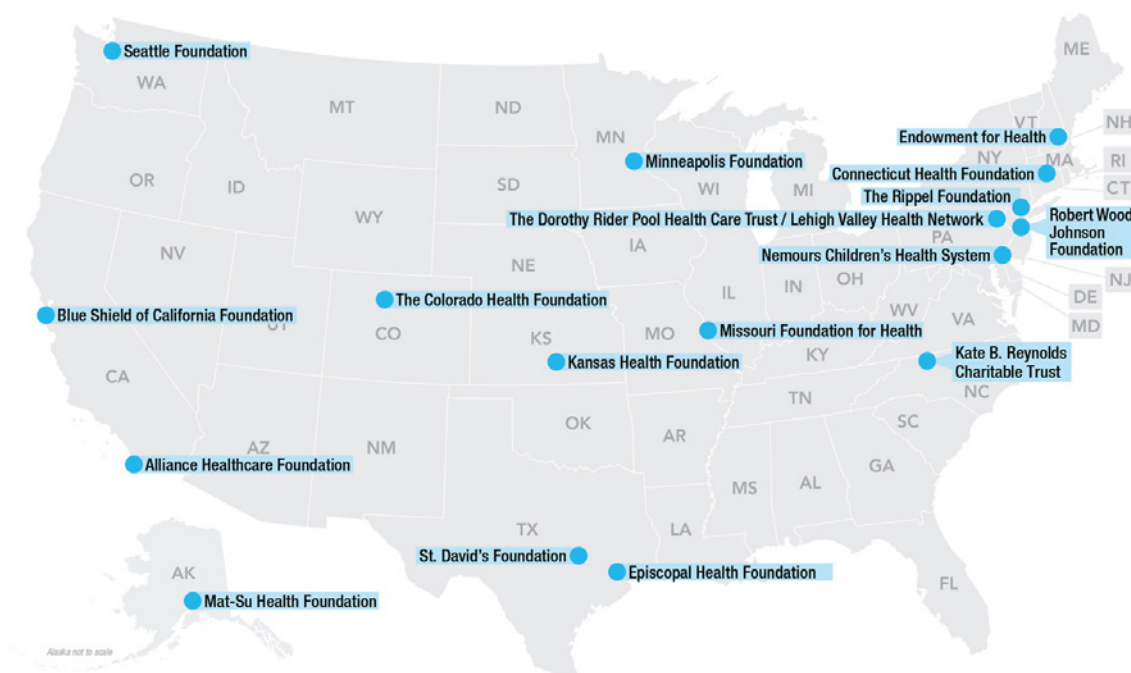 ME
Seattle Foundation
WA
MT
ND
MN
VT
NH
Endowment for Health
Minneapolis Foundation
NY
MA
RI
Connecticut Health Foundation
OR
ID
SD
WI
MI
CT
The Rippel Foundation
WY
The Dorothy Rider Pool Health Care Trust / Lehigh Valley Health Network
Robert Wood
Johnson
Foundation
PA
NV
IA
Nemours Children's Health System
NE
OH
NJ
IL
IN
DE
The Colorado Health Foundation
WV
Blue Shield of California Foundation
UT
CO
KS
MO
Missouri Foundation for Health
VA
MD
KY
Kansas Health Foundation
Kate B. Reynolds
Charitable Trust
CA
NC
TN
OK
AR
SC
AZ
NM
Alliance Healthcare Foundation
GA
MS
AL
TX
LA
St. David's Foundation
Episcopal Health Foundation
AK
FL
Mat-Su Health Foundation
Alaska not to scale